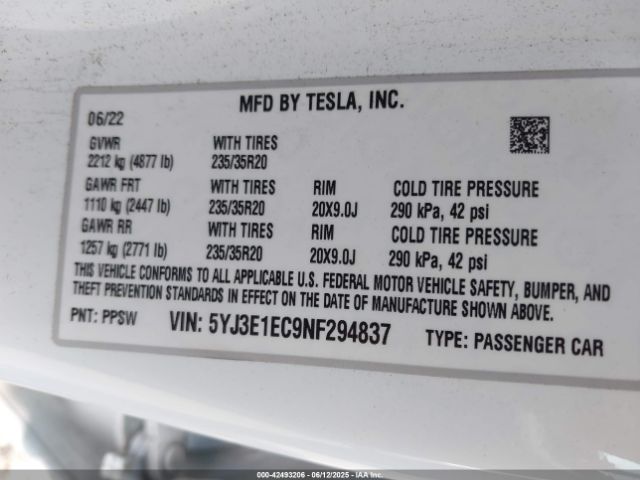 MFD BY TESLA, INC.
06/22
GVWR WITH TIRES
2212 kg (4877 lb) 235/35R20
GAWR FRT WITH TIRES RIM COLD TIRE PRESSURE
1110 kg (2447 lb) 235/35R20 20X9.0J 290 kPa, 42 psi
GAWR RR WITH TIRES RIM COLD TIRE PRESSURE
1257 kg (2771 lb) 235/35R20 20X9.0J 290 kPa, 42 psi
THIS VEHICLE CONFORMS TO ALL APPLICABLE U.S. FEDERAL MOTOR VEHICLE SAFETY, BUMPER, AND
THEFT PREVENTION STANDARDS IN EFFECT ON THE DATE OF MANUFACTURE SHOWN ABOVE.
PNT: PPSW VIN: 5YJ3E1EC9NF294837 TYPE: PASSENGER CAR
000-42493206 - 06/12/2025 - IAAI